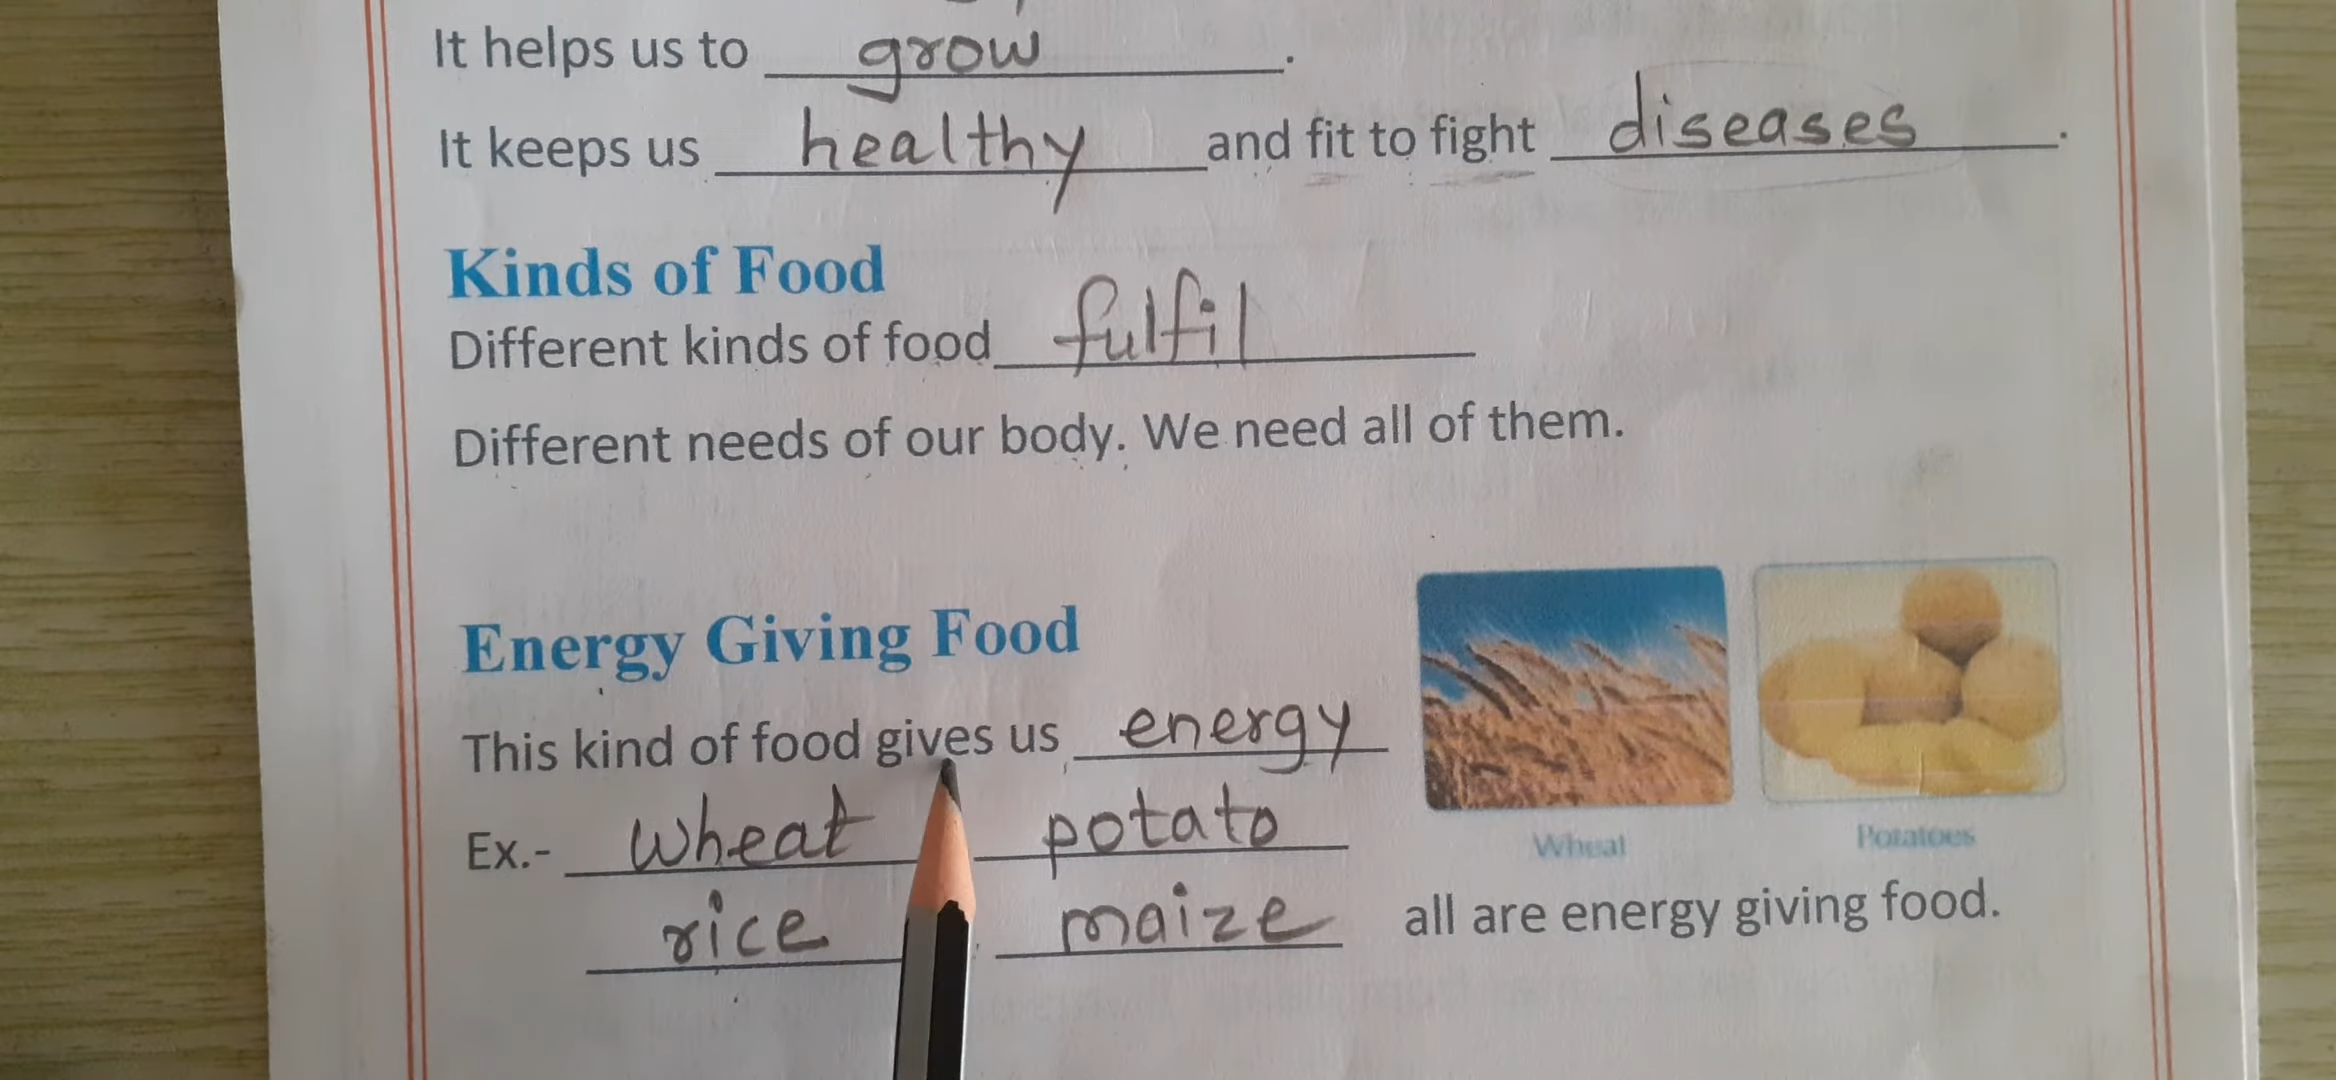 It helps us to grow.
It keeps us healthy and fit to fight diseases.
Kinds of Food
Different kinds of food fulfil
Different needs of our body. We need all of them.
Energy Giving Food
This kind of food gives us energy
Ex.- wheat potato
rice maize all are energy giving food.
Wheat Potatoes